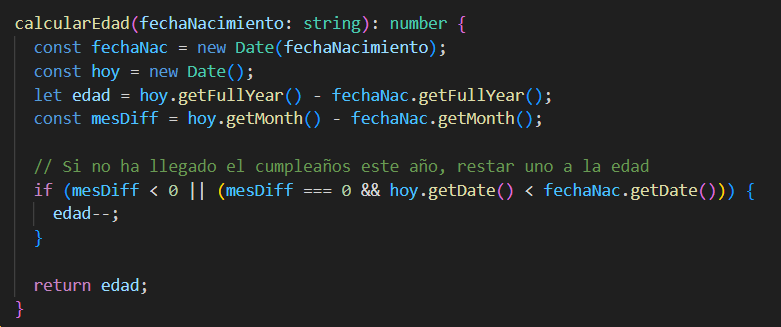 calcularEdad(fechaNacimiento: string): number {
  const fechaNac = new Date(fechaNacimiento);
  const hoy = new Date();
  let edad = hoy.getFullYear() - fechaNac.getFullYear();
  const mesDiff = hoy.getMonth() - fechaNac.getMonth();

  // Si no ha llegado el cumpleaños este año, restar uno a la edad
  if (mesDiff < 0 || (mesDiff === 0 && hoy.getDate() < fechaNac.getDate())) {
    edad--;
  }

  return edad;
}